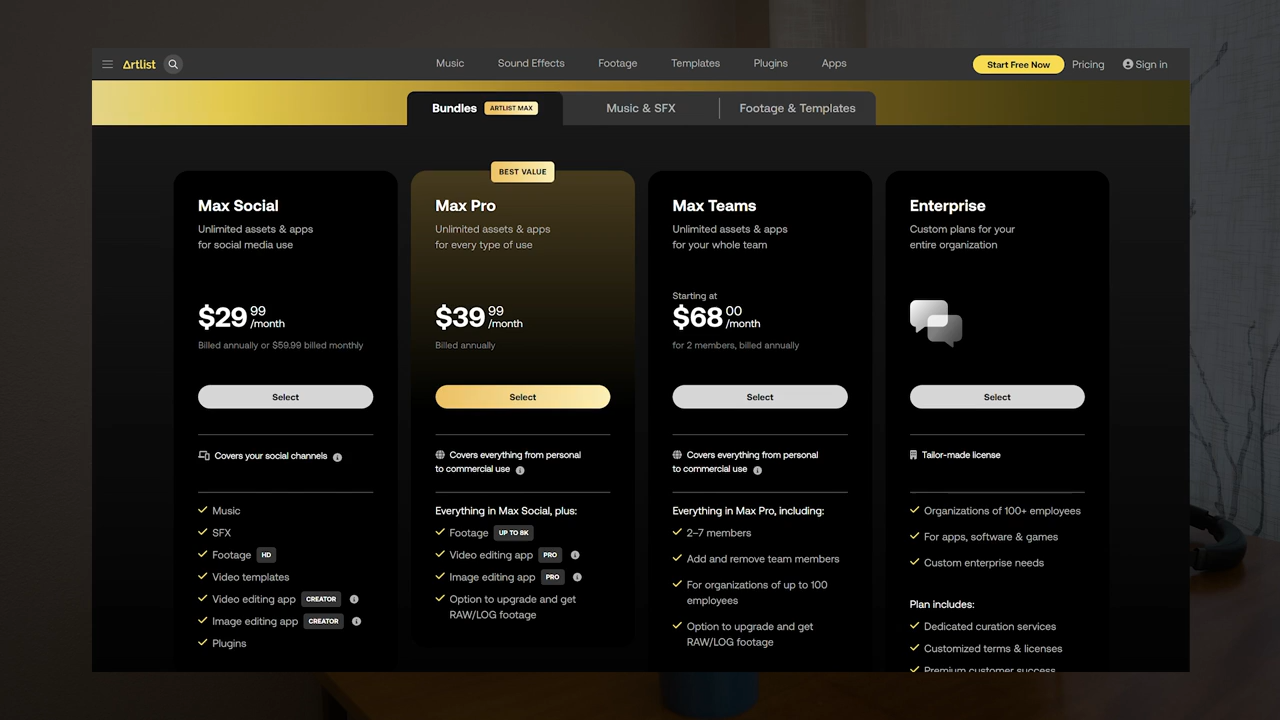 Artlist
Music
Sound Effects
Footage
Templates
Plugins
Apps
Start Free Now
Pricing
Sign in
Bundles ARTLIST MAX
Music & SFX
Footage & Templates
Max Social
Unlimited assets & apps
for social media use
$29 99 /month
Billed annually or $59.99 billed monthly
Select
Covers your social channels
Music
SFX
Footage HD
Video templates
Video editing app CREATOR
Image editing app CREATOR
Plugins
BEST VALUE
Max Pro
Unlimited assets & apps
for every type of use
$39 99 /month
Billed annually
Select
Covers everything from personal
to commercial use
Everything in Max Social, plus:
Footage UP TO 8K
Video editing app PRO
Image editing app PRO
Option to upgrade and get
RAW/LOG footage
Max Teams
Unlimited assets & apps
for your whole team
Starting at
$68 00 /month
for 2 members, billed annually
Select
Covers everything from personal
to commercial use
Everything in Max Pro, including:
2–7 members
Add and remove team members
For organizations of up to 100
employees
Option to upgrade and get
RAW/LOG footage
Enterprise
Custom plans for your
entire organization
Select
Tailor-made license
Organizations of 100+ employees
For apps, software & games
Custom enterprise needs
Plan includes:
Dedicated curation services
Customized terms & licenses
Premium customer success